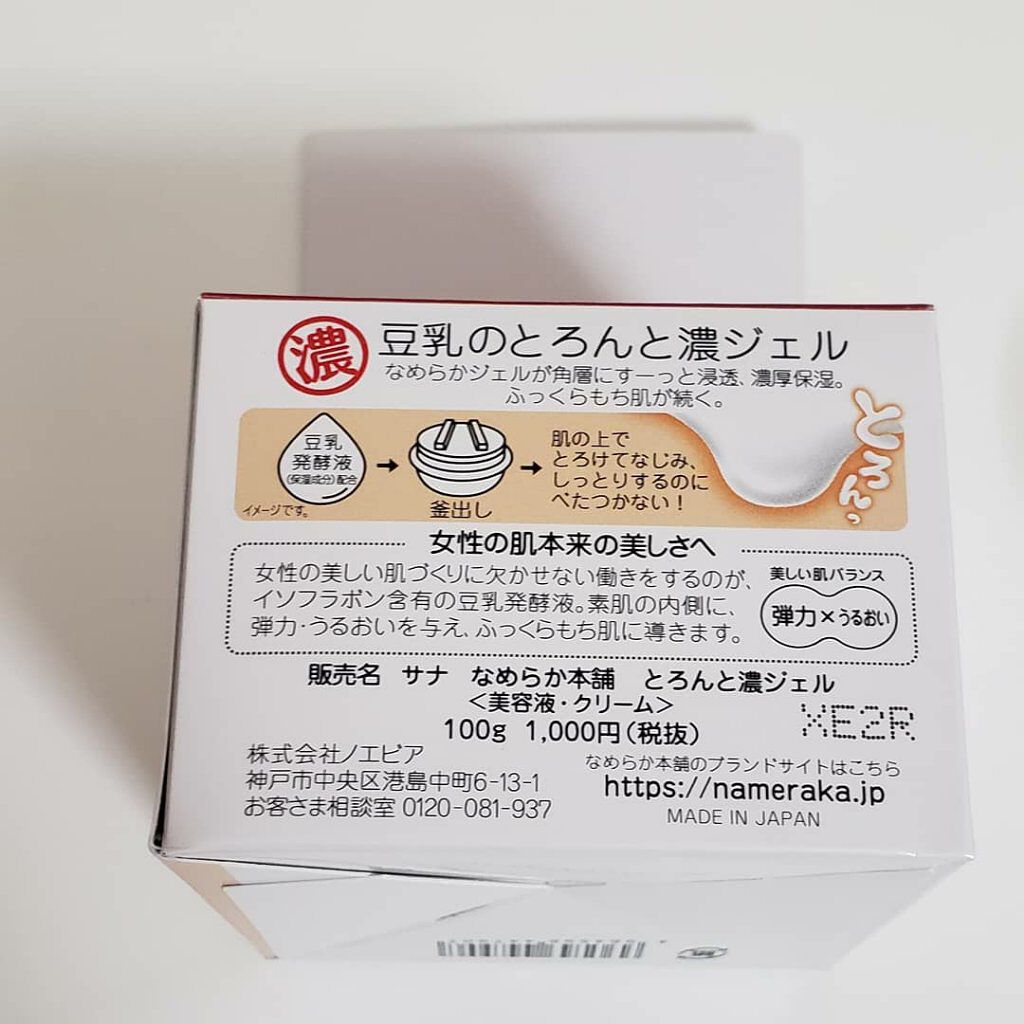 濃 豆乳のとろんと濃ジェル
なめらかジェルが角層にすーっと浸透、濃厚保湿。
ふっくらもち肌が続く。
豆乳
発酵液
(保湿成分)配合
イメージです。
釜出し
肌の上で
とろけてなじみ、
しっとりするのに
べたつかない!
とろんっ
女性の肌本来の美しさへ
女性の美しい肌づくりに欠かせない働きをするのが、
イソフラボン含有の豆乳発酵液。素肌の内側に、
弾力・うるおいを与え、ふっくらもち肌に導きます。
美しい肌バランス
弾力×うるおい
販売名 サナ なめらか本舗 とろんと濃ジェル
<美容液・クリーム>
100g 1,000円(税抜)
XE2R
株式会社ノエビア
神戸市中央区港島中町6-13-1
お客さま相談室 0120-081-937
なめらか本舗のブランドサイトはこちら
https://nameraka.jp
MADE IN JAPAN